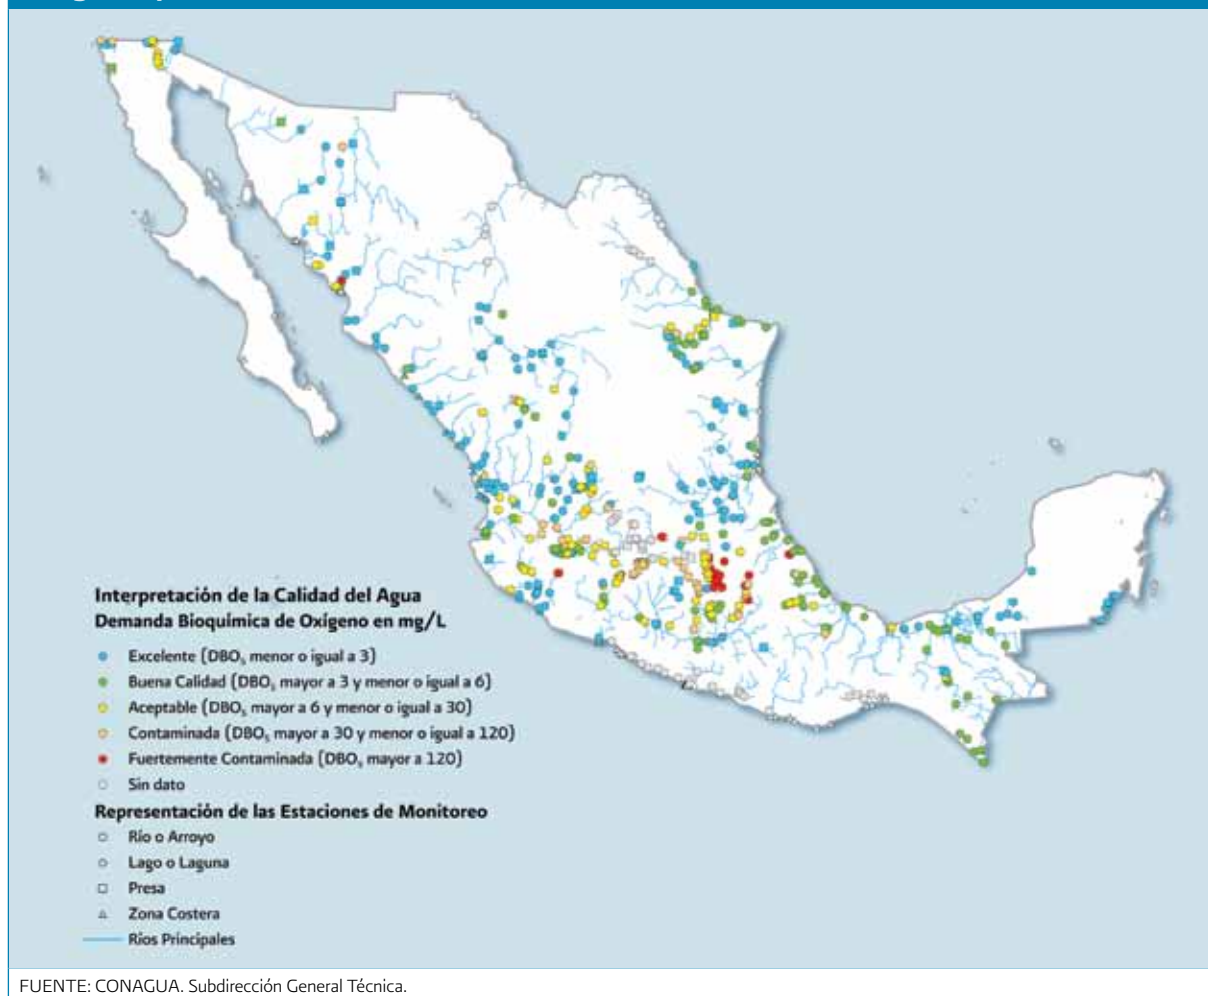 Interpretación de la Calidad del Agua
Demanda Bioquímica de Oxígeno en mg/L
Excelente (DBO₅ menor o igual a 3)
Buena Calidad (DBO₅ mayor a 3 y menor o igual a 6)
Aceptable (DBO₅ mayor a 6 y menor o igual a 30)
Contaminada (DBO₅ mayor a 30 y menor o igual a 120)
Fuertemente Contaminada (DBO₅ mayor a 120)
Sin dato
Representación de las Estaciones de Monitoreo
Río o Arroyo
Lago o Laguna
Presa
Zona Costera
Ríos Principales
FUENTE: CONAGUA. Subdirección General Técnica.